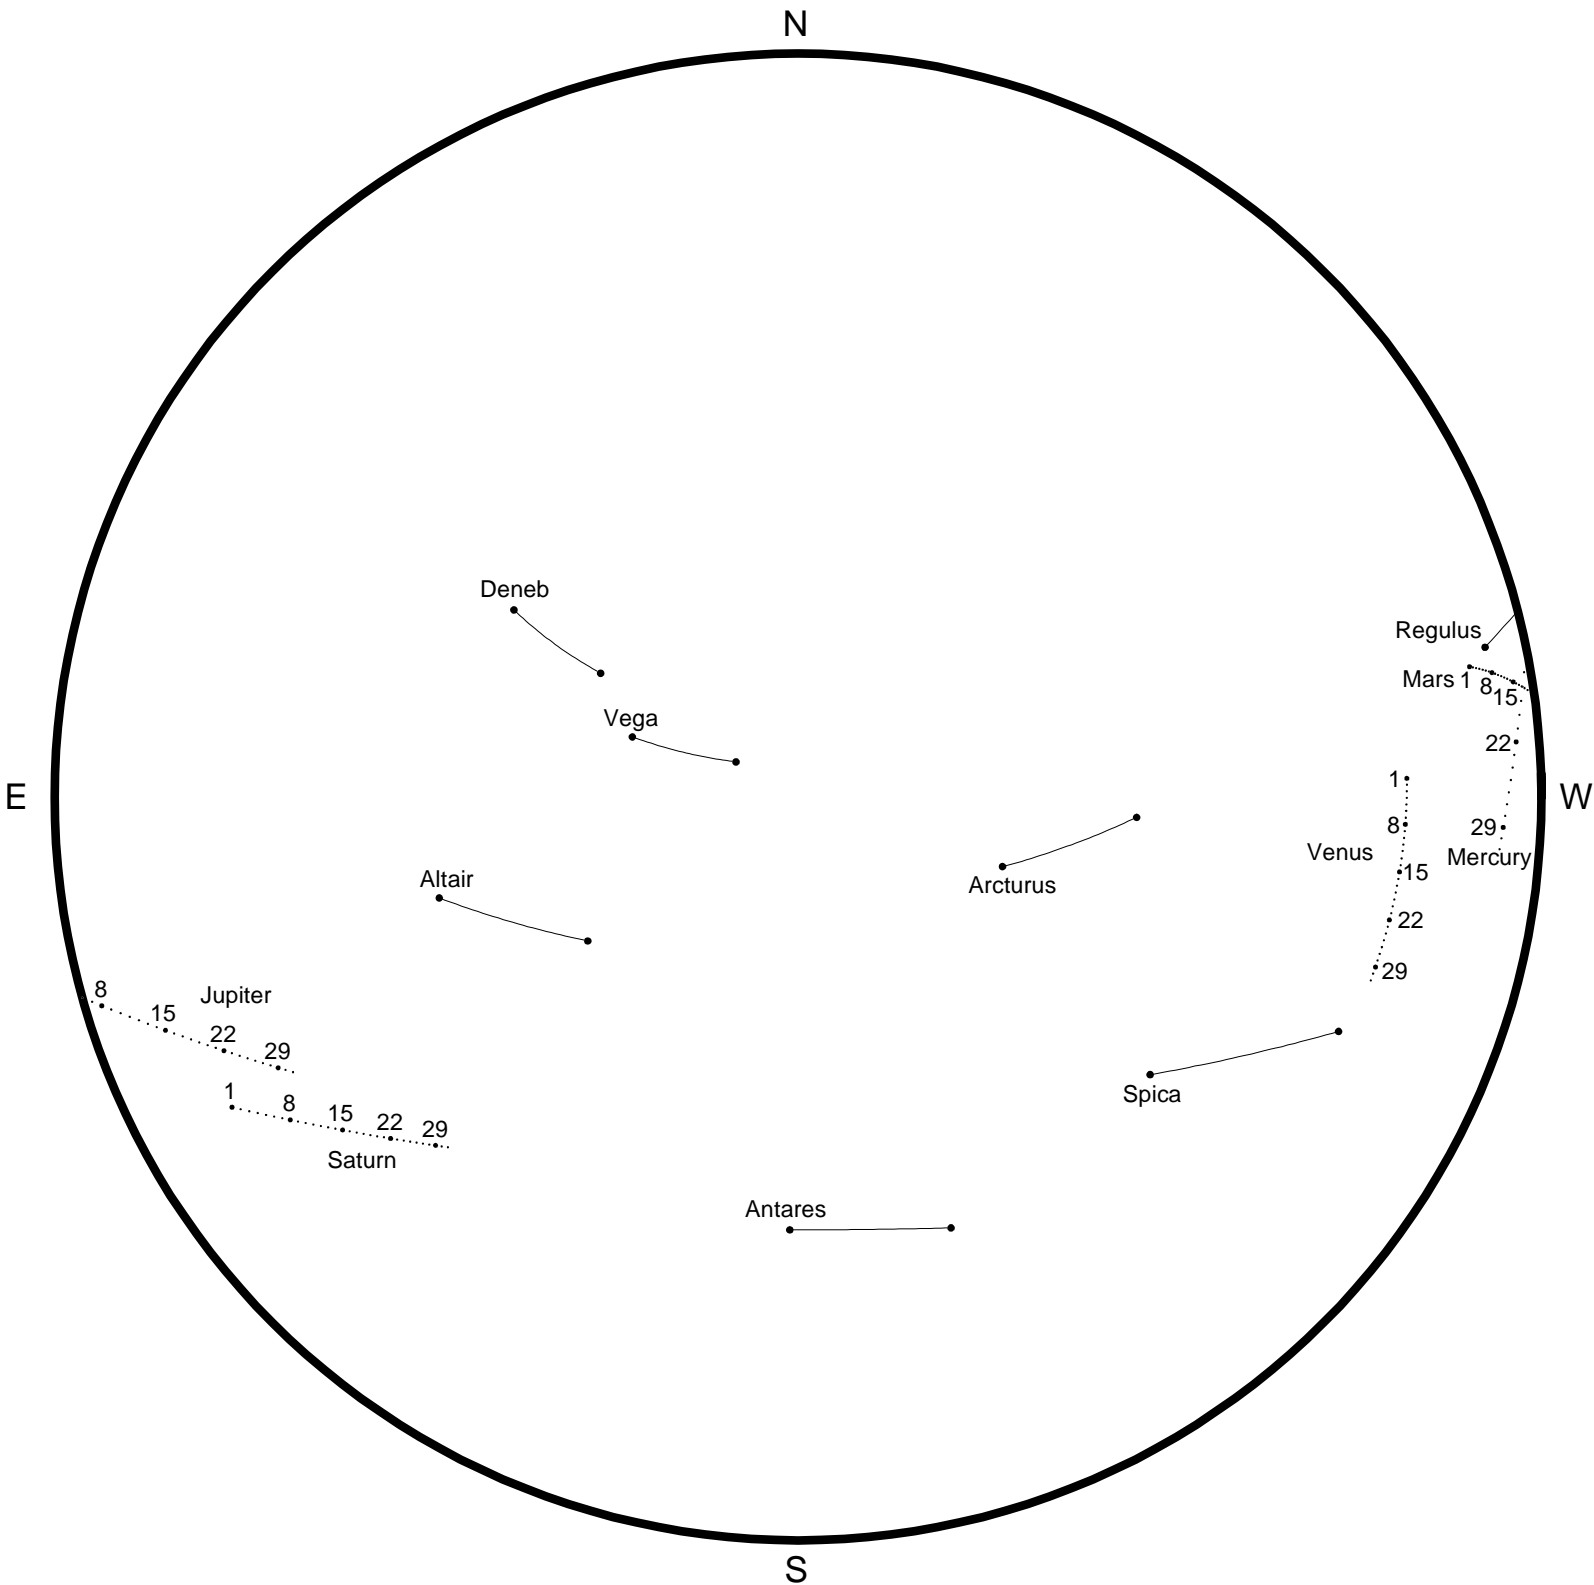 N
Deneb
Regulus
Mars 1
8
15
Vega
22
E
W
1
8
29
Venus
Mercury
15
Altair
Arcturus
22
29
8
Jupiter
15
22
29
Spica
1
8
15
22
29
Saturn
Antares
S